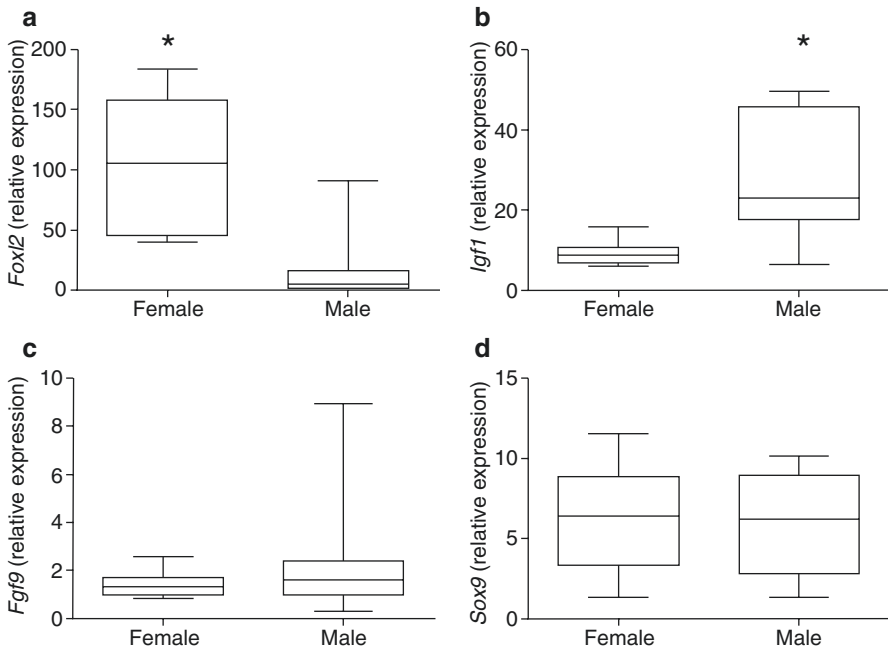 a
*
200
150
100
50
0
Foxl2 (relative expression)
Female
Male
b
*
60
40
20
0
Igf1 (relative expression)
Female
Male
c
10
8
6
4
2
0
Fgf9 (relative expression)
Female
Male
d
15
10
5
0
Sox9 (relative expression)
Female
Male